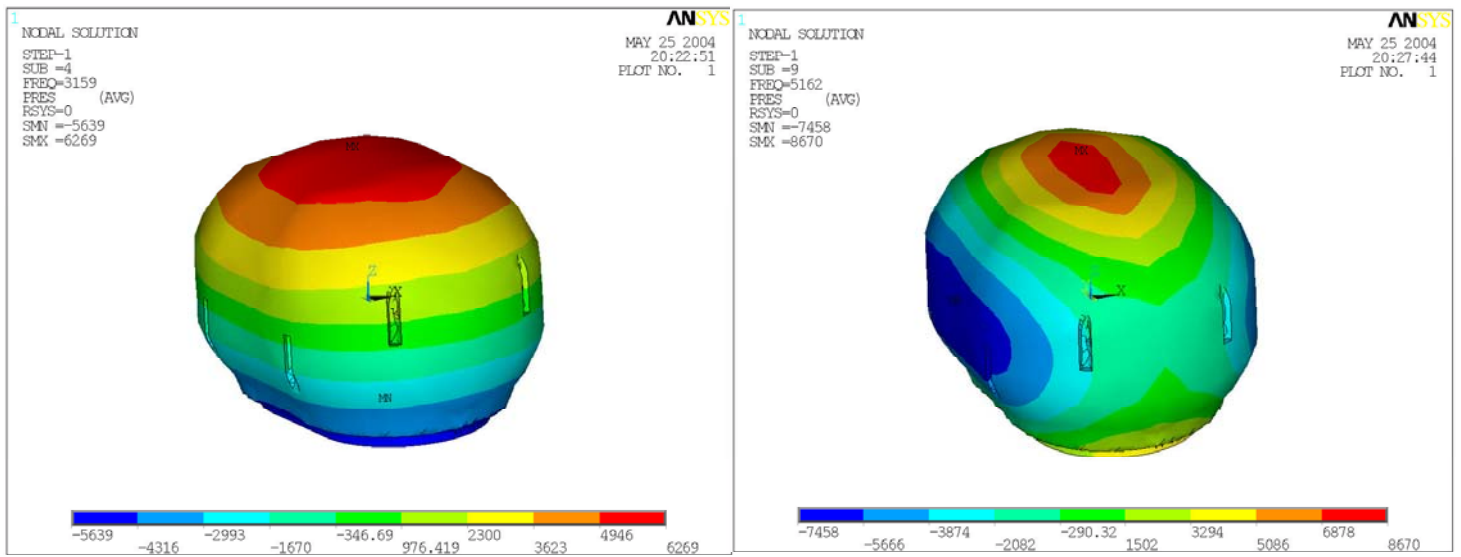 1
ANSYS
NODAL SOLUTION
MAY 25 2004
20:22:51
PLOT NO. 1
STEP=1
SUB =4
FREQ=3159
PRES (AVG)
RSYS=0
SMN =-5639
SMX =6269
MX
Z
X
MN
-5639 -2993 -346.69 2300 4946
-4316 -1670 976.419 3623 6269
1
ANSYS
NODAL SOLUTION
MAY 25 2004
20:27:44
PLOT NO. 1
STEP=1
SUB =9
FREQ=5162
PRES (AVG)
RSYS=0
SMN =-7458
SMX =8670
MX
Z
X
-7458 -3874 -290.32 3294 6878
-5666 -2082 1502 5086 8670